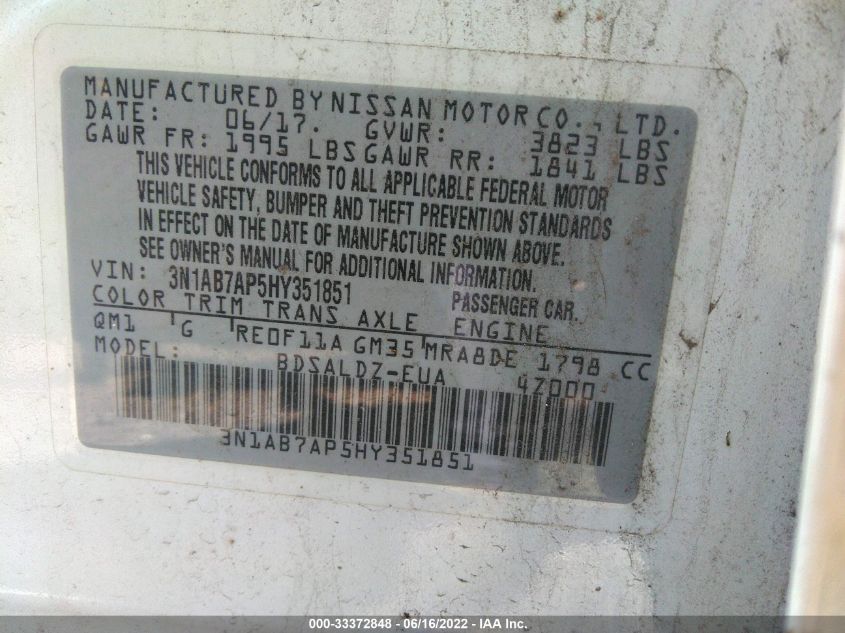 MANUFACTURED BY NISSAN MOTOR CO., LTD.
DATE: 06/17. GVWR: 3823 LBS
GAWR FR: 1995 LBS GAWR RR: 1841 LBS
THIS VEHICLE CONFORMS TO ALL APPLICABLE FEDERAL MOTOR
VEHICLE SAFETY, BUMPER AND THEFT PREVENTION STANDARDS
IN EFFECT ON THE DATE OF MANUFACTURE SHOWN ABOVE.
SEE OWNER'S MANUAL FOR ADDITIONAL INFORMATION.
VIN: 3N1AB7AP5HY351851 PASSENGER CAR.
COLOR TRIM TRANS AXLE ENGINE
QM1 G RE0F11A GM35 MRA8DE 1798 CC
MODEL: BDSALDZ-EUA 4Z000
3N1AB7AP5HY351851
000-33372848 - 06/16/2022 - IAA Inc.